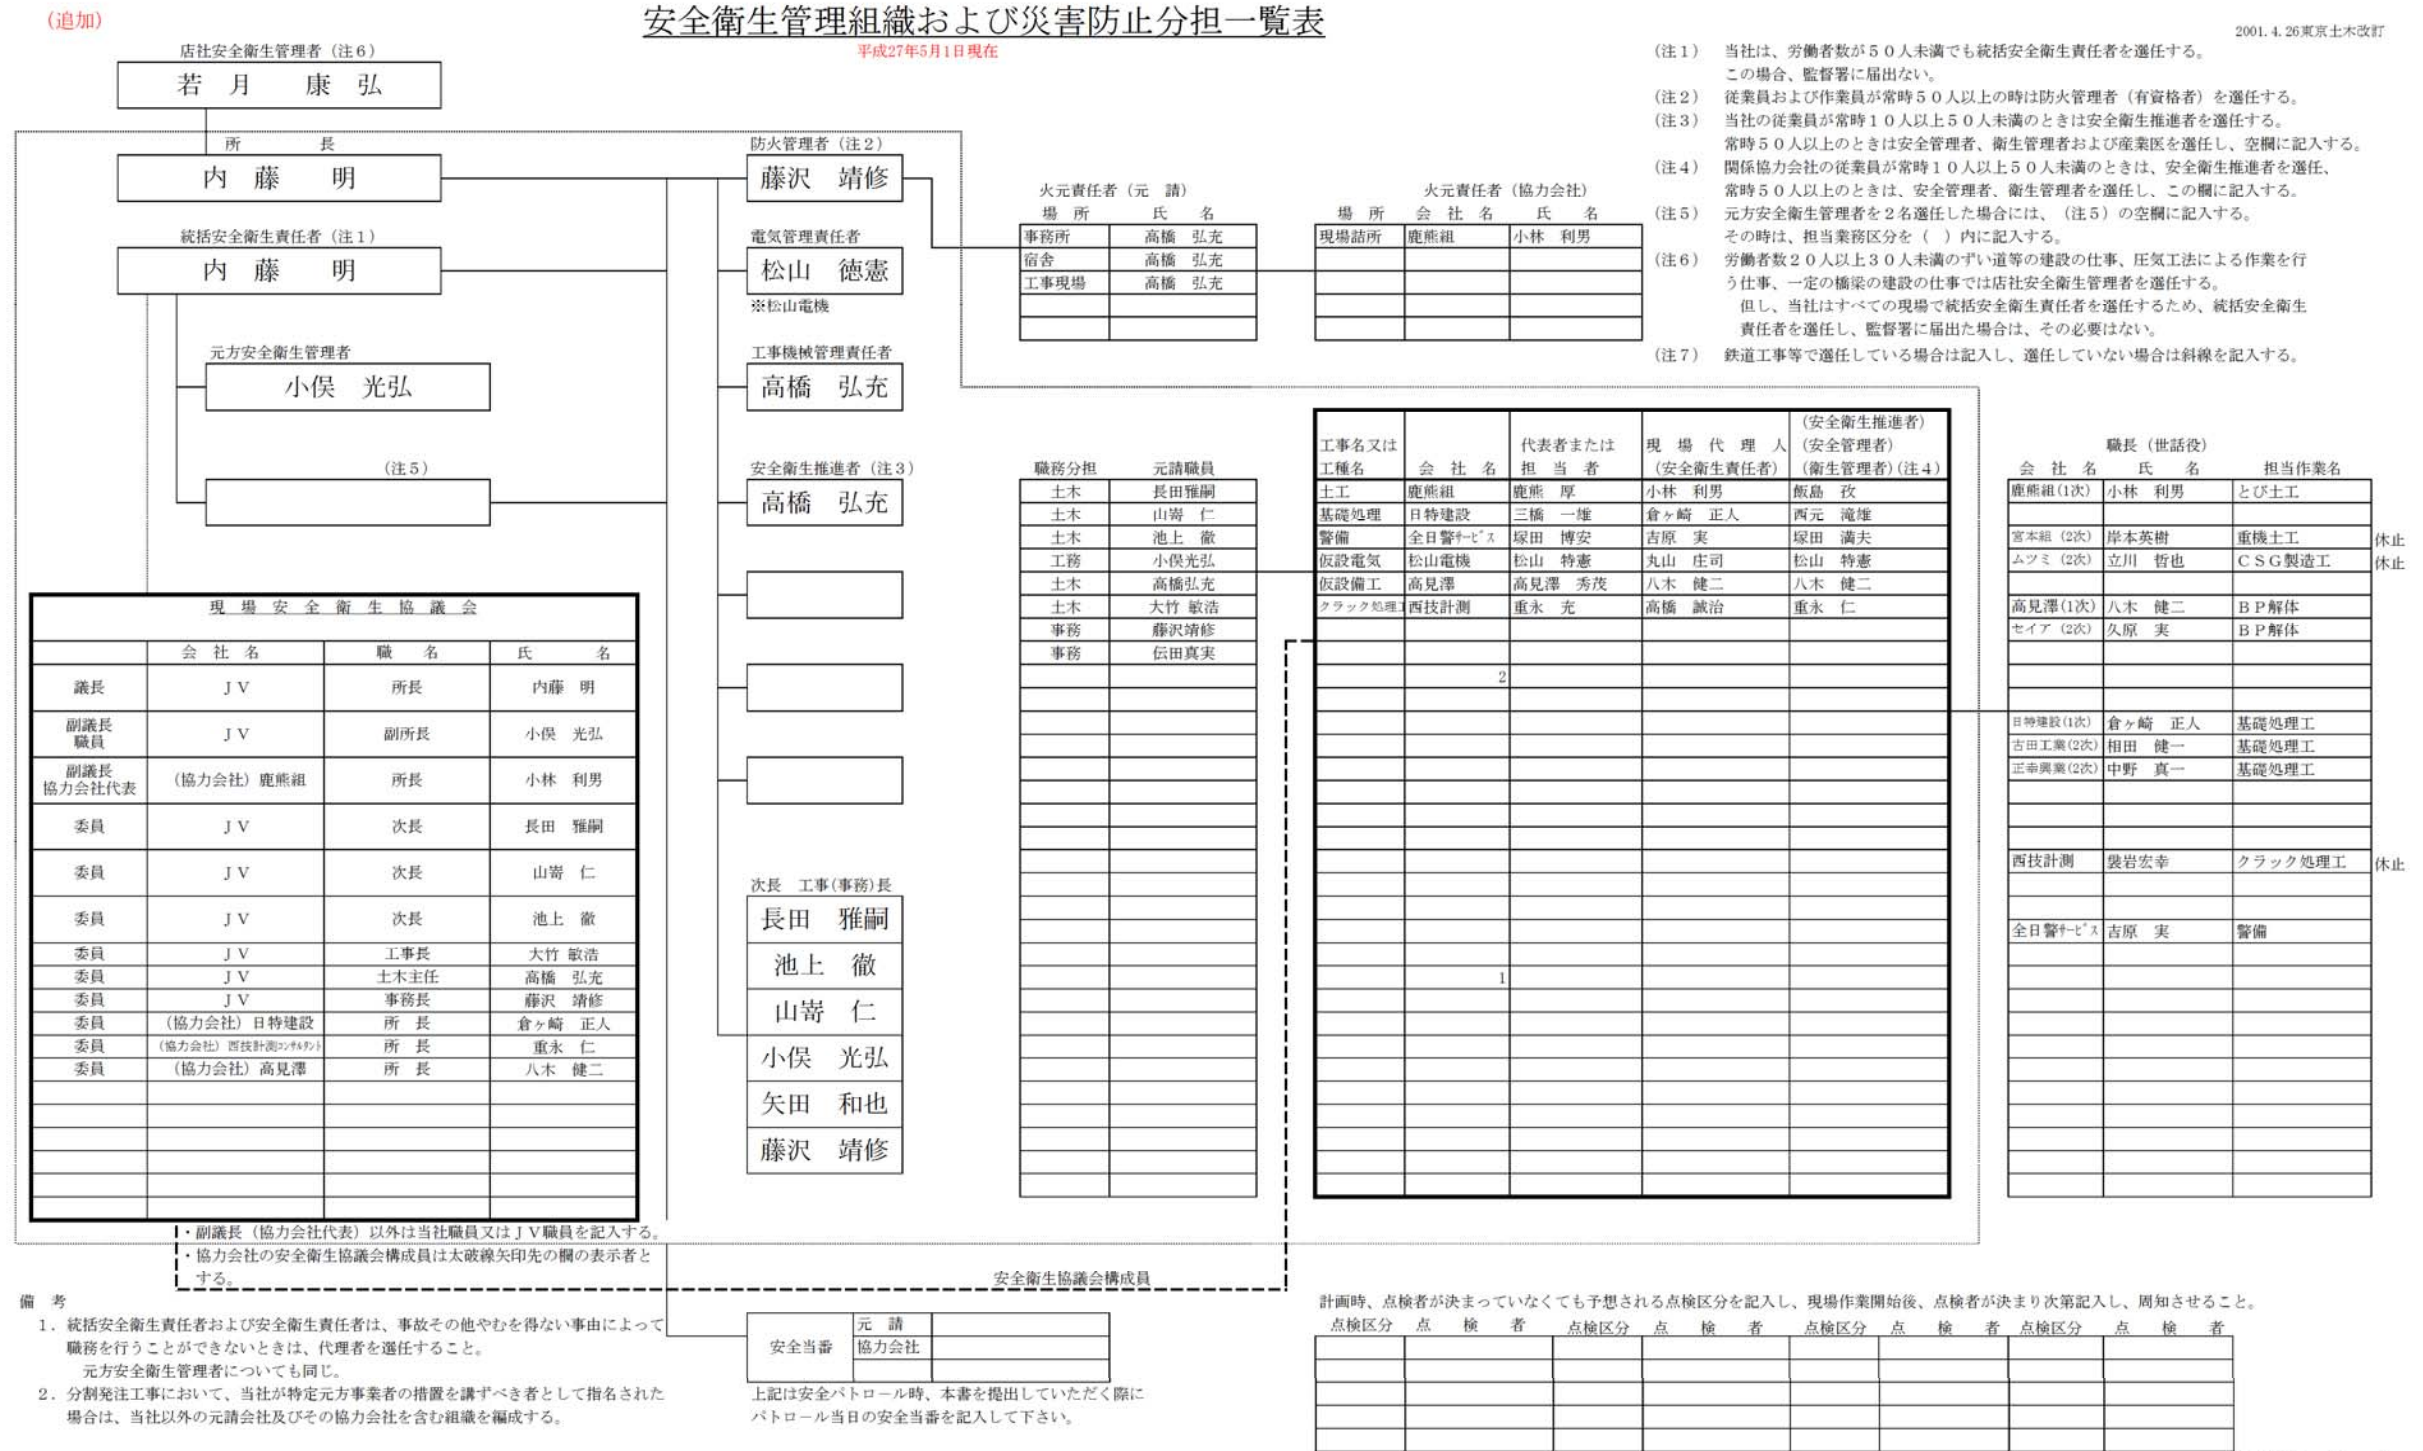 (追加)
安全衛生管理組織および災害防止分担一覧表
平成27年5月1日現在
2001.4.26東京土木改訂
店社安全衛生管理者（注6）
若　月　　康　弘
所　　　　　長
内　藤　　明
統括安全衛生責任者（注1）
内　藤　　明
元方安全衛生管理者
小俣　光弘
（注5）
防火管理者（注2）
藤沢　靖修
電気管理責任者
松山　徳憲
※松山電機
工事機械管理責任者
高橋　弘充
安全衛生推進者（注3）
高橋　弘充
次長　工事(事務)長
長田　雅嗣
池上　徹
山嵜　仁
小俣　光弘
矢田　和也
藤沢　靖修
火元責任者（元　請）
場　所　氏　名
事務所　高橋　弘充
宿舎　高橋　弘充
工事現場　高橋　弘充
火元責任者（協力会社）
場　所　会　社　名　氏　名
現場詰所　鹿熊組　小林　利男
（注1）　当社は、労働者数が50人未満でも統括安全衛生責任者を選任する。
この場合、監督署に届出ない。
（注2）　従業員および作業員が常時50人以上の時は防火管理者（有資格者）を選任する。
（注3）　当社の従業員が常時10人以上50人未満のときは安全衛生推進者を選任する。
常時50人以上のときは安全管理者、衛生管理者および産業医を選任し、空欄に記入する。
（注4）　関係協力会社の従業員が常時10人以上50人未満のときは、安全衛生推進者を選任、
常時50人以上のときは、安全管理者、衛生管理者を選任し、この欄に記入する。
（注5）　元方安全衛生管理者を2名選任した場合には、（注5）の空欄に記入する。
その時は、担当業務区分を（　）内に記入する。
（注6）　労働者数20人以上30人未満のずい道等の建設の仕事、圧気工法による作業を行
う仕事、一定の橋梁の建設の仕事では店社安全衛生管理者を選任する。
但し、当社はすべての現場で統括安全衛生責任者を選任するため、統括安全衛生
責任者を選任し、監督署に届出た場合は、その必要はない。
（注7）　鉄道工事等で選任している場合は記入し、選任していない場合は斜線を記入する。
現　場　安　全　衛　生　協　議　会
会　社　名　職　名　氏　名
議長　ＪＶ　所長　内藤　明
副議長
職員　ＪＶ　副所長　小俣　光弘
副議長
協力会社代表　（協力会社）鹿熊組　所長　小林　利男
委員　ＪＶ　次長　長田　雅嗣
委員　ＪＶ　次長　山嵜　仁
委員　ＪＶ　次長　池上　徹
委員　ＪＶ　工事長　大竹　敏浩
委員　ＪＶ　土木主任　高橋　弘充
委員　ＪＶ　事務長　藤沢　靖修
委員　（協力会社）日特建設　所　長　倉ヶ崎　正人
委員　（協力会社）西技計測ｺﾝｻﾙﾀﾝﾄ　所　長　重永　仁
委員　（協力会社）高見澤　所　長　八木　健二
・副議長（協力会社代表）以外は当社職員又はＪＶ職員を記入する。
・協力会社の安全衛生協議会構成員は太破線矢印先の欄の表示者と
する。
安全衛生協議会構成員
職務分担　元請職員
土木　長田雅嗣
土木　山嵜　仁
土木　池上　徹
工務　小俣光弘
土木　高橋弘充
土木　大竹 敏浩
事務　藤沢靖修
事務　伝田真実
工事名又は
工種名　会　社　名　代表者または
担　当　者　現　場　代　理　人
（安全衛生責任者）　（安全衛生推進者）
（安全管理者）
（衛生管理者）（注4）
土工　鹿熊組　鹿熊　厚　小林　利男　飯島　孜
基礎処理　日特建設　三橋　一雄　倉ヶ崎　正人　西元　滝雄
警備　全日警ｻｰﾋﾞｽ　塚田　博安　吉原　実　塚田　満夫
仮設電気　松山電機　松山　特憲　丸山　庄司　松山　特憲
仮設備工　高見澤　高見澤　秀茂　八木　健二　八木　健二
クラック処理工　西技計測　重永　充　高橋　誠治　重永　仁
2
1
職長（世話役）
会　社　名　氏　名　担当作業名
鹿熊組(1次)　小林　利男　とび土工
宮本組（2次）　岸本英樹　重機土工　休止
ムツミ（2次）　立川　哲也　ＣＳＧ製造工　休止
高見澤(1次)　八木　健二　ＢＰ解体
セイア（2次）　久原　実　ＢＰ解体
日特建設(1次)　倉ヶ崎　正人　基礎処理工
古田工業(2次)　相田　健一　基礎処理工
正幸興業(2次)　中野　真一　基礎処理工
西技計測　襲岩宏幸　クラック処理工　休止
全日警ｻｰﾋﾞｽ　吉原　実　警備
備　考
1．統括安全衛生責任者および安全衛生責任者は、事故その他やむを得ない事由によって
職務を行うことができないときは、代理者を選任すること。
元方安全衛生管理者についても同じ。
2．分割発注工事において、当社が特定元方事業者の措置を講ずべき者として指名された
場合は、当社以外の元請会社及びその協力会社を含む組織を編成する。
安全当番　元　請
協力会社
上記は安全パトロール時、本書を提出していただく際に
パトロール当日の安全当番を記入して下さい。
計画時、点検者が決まっていなくても予想される点検区分を記入し、現場作業開始後、点検者が決まり次第記入し、周知させること。
点検区分　点　検　者　点検区分　点　検　者　点検区分　点　検　者　点検区分　点　検　者